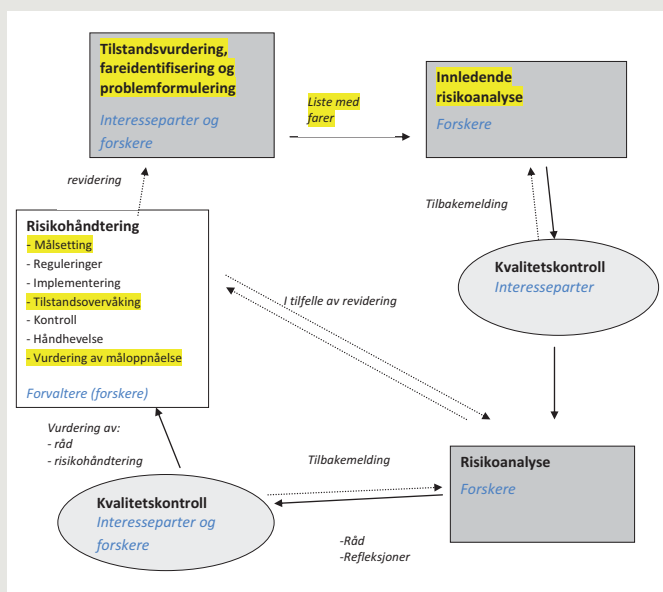 Tilstandsvurdering,
fareidentifisering og
problemformulering
Interesseparter og
forskere
Liste med
farer
Innledende
risikoanalyse
Forskere
revidering
Tilbakemelding
Risikohåndtering
- Målsetting
- Reguleringer
- Implementering
- Tilstandsovervåking
- Kontroll
- Håndhevelse
- Vurdering av måloppnåelse
Forvaltere (forskere)
Kvalitetskontroll
Interesseparter
I tilfelle av revidering
Vurdering av:
- råd
- risikohåndtering
Tilbakemelding
Risikoanalyse
Forskere
Kvalitetskontroll
Interesseparter og
forskere
-Råd
-Refleksjoner